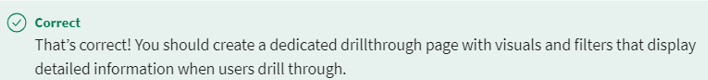 Correct
That's correct! You should create a dedicated drillthrough page with visuals and filters that display
detailed information when users drill through.